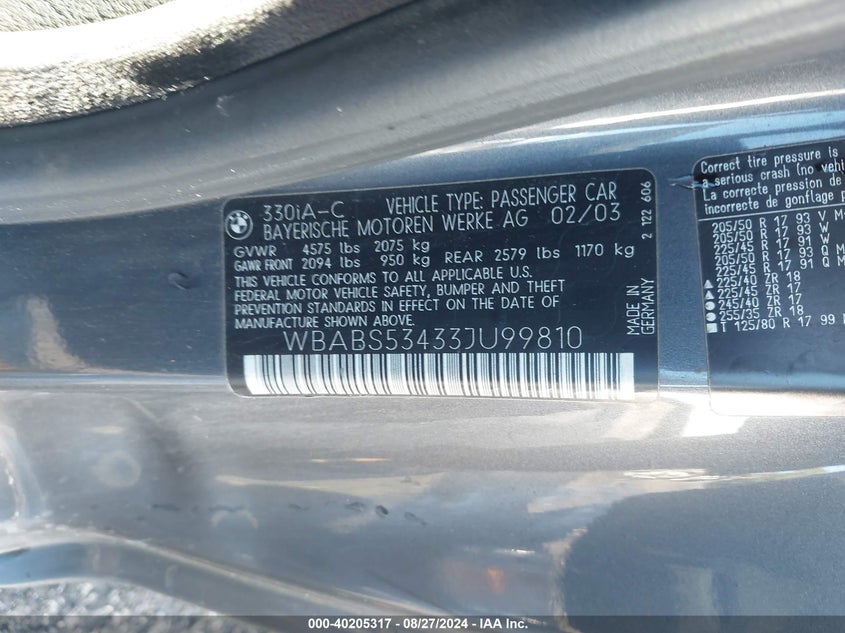 330iA-C VEHICLE TYPE: PASSENGER CAR
BAYERISCHE MOTOREN WERKE AG 02/03
GVWR 4575 lbs 2075 kg
GAWR FRONT 2094 lbs 950 kg REAR 2579 lbs 1170 kg
THIS VEHICLE CONFORMS TO ALL APPLICABLE U.S.
FEDERAL MOTOR VEHICLE SAFETY, BUMPER AND THEFT
PREVENTION STANDARDS IN EFFECT ON THE DATE OF
MANUFACTURE SHOWN ABOVE.
WBABS53433JU99810
2 122 606
MADE IN
GERMANY
Correct tire pressure is
a serious crash (no vehi
La correcte pression de
incorrecte de gonflage p
205/50 R 17 93 V M
205/50 R 17 93 W
225/45 R 17 91 W
205/50 R 17 93 Q M
225/45 R 17 91 Q M
225/40 ZR 18
225/45 ZR 17
245/40 ZR 17
255/35 ZR 18
T 125/80 R 17 99 M
000-40205317 - 08/27/2024 - IAA Inc.